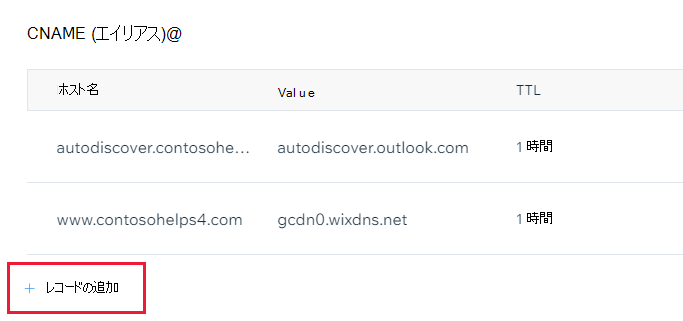 CNAME (エイリアス)@
ホスト名 Value TTL
autodiscover.contosohe... autodiscover.outlook.com 1 時間
www.contosohelps4.com gcdn0.wixdns.net 1 時間
+ レコードの追加